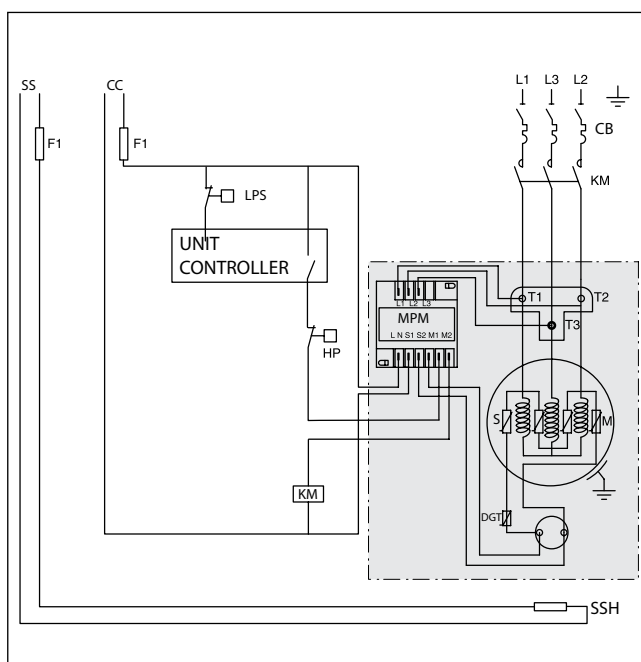 SS CC L1 L3 L2
F1 F1 CB
KM
LPS
UNIT
CONTROLLER
T1 T2
L1 L2 L3
MPM T3
L N S1 S2 M1 M2
HP
S M
KM
DGT
SSH